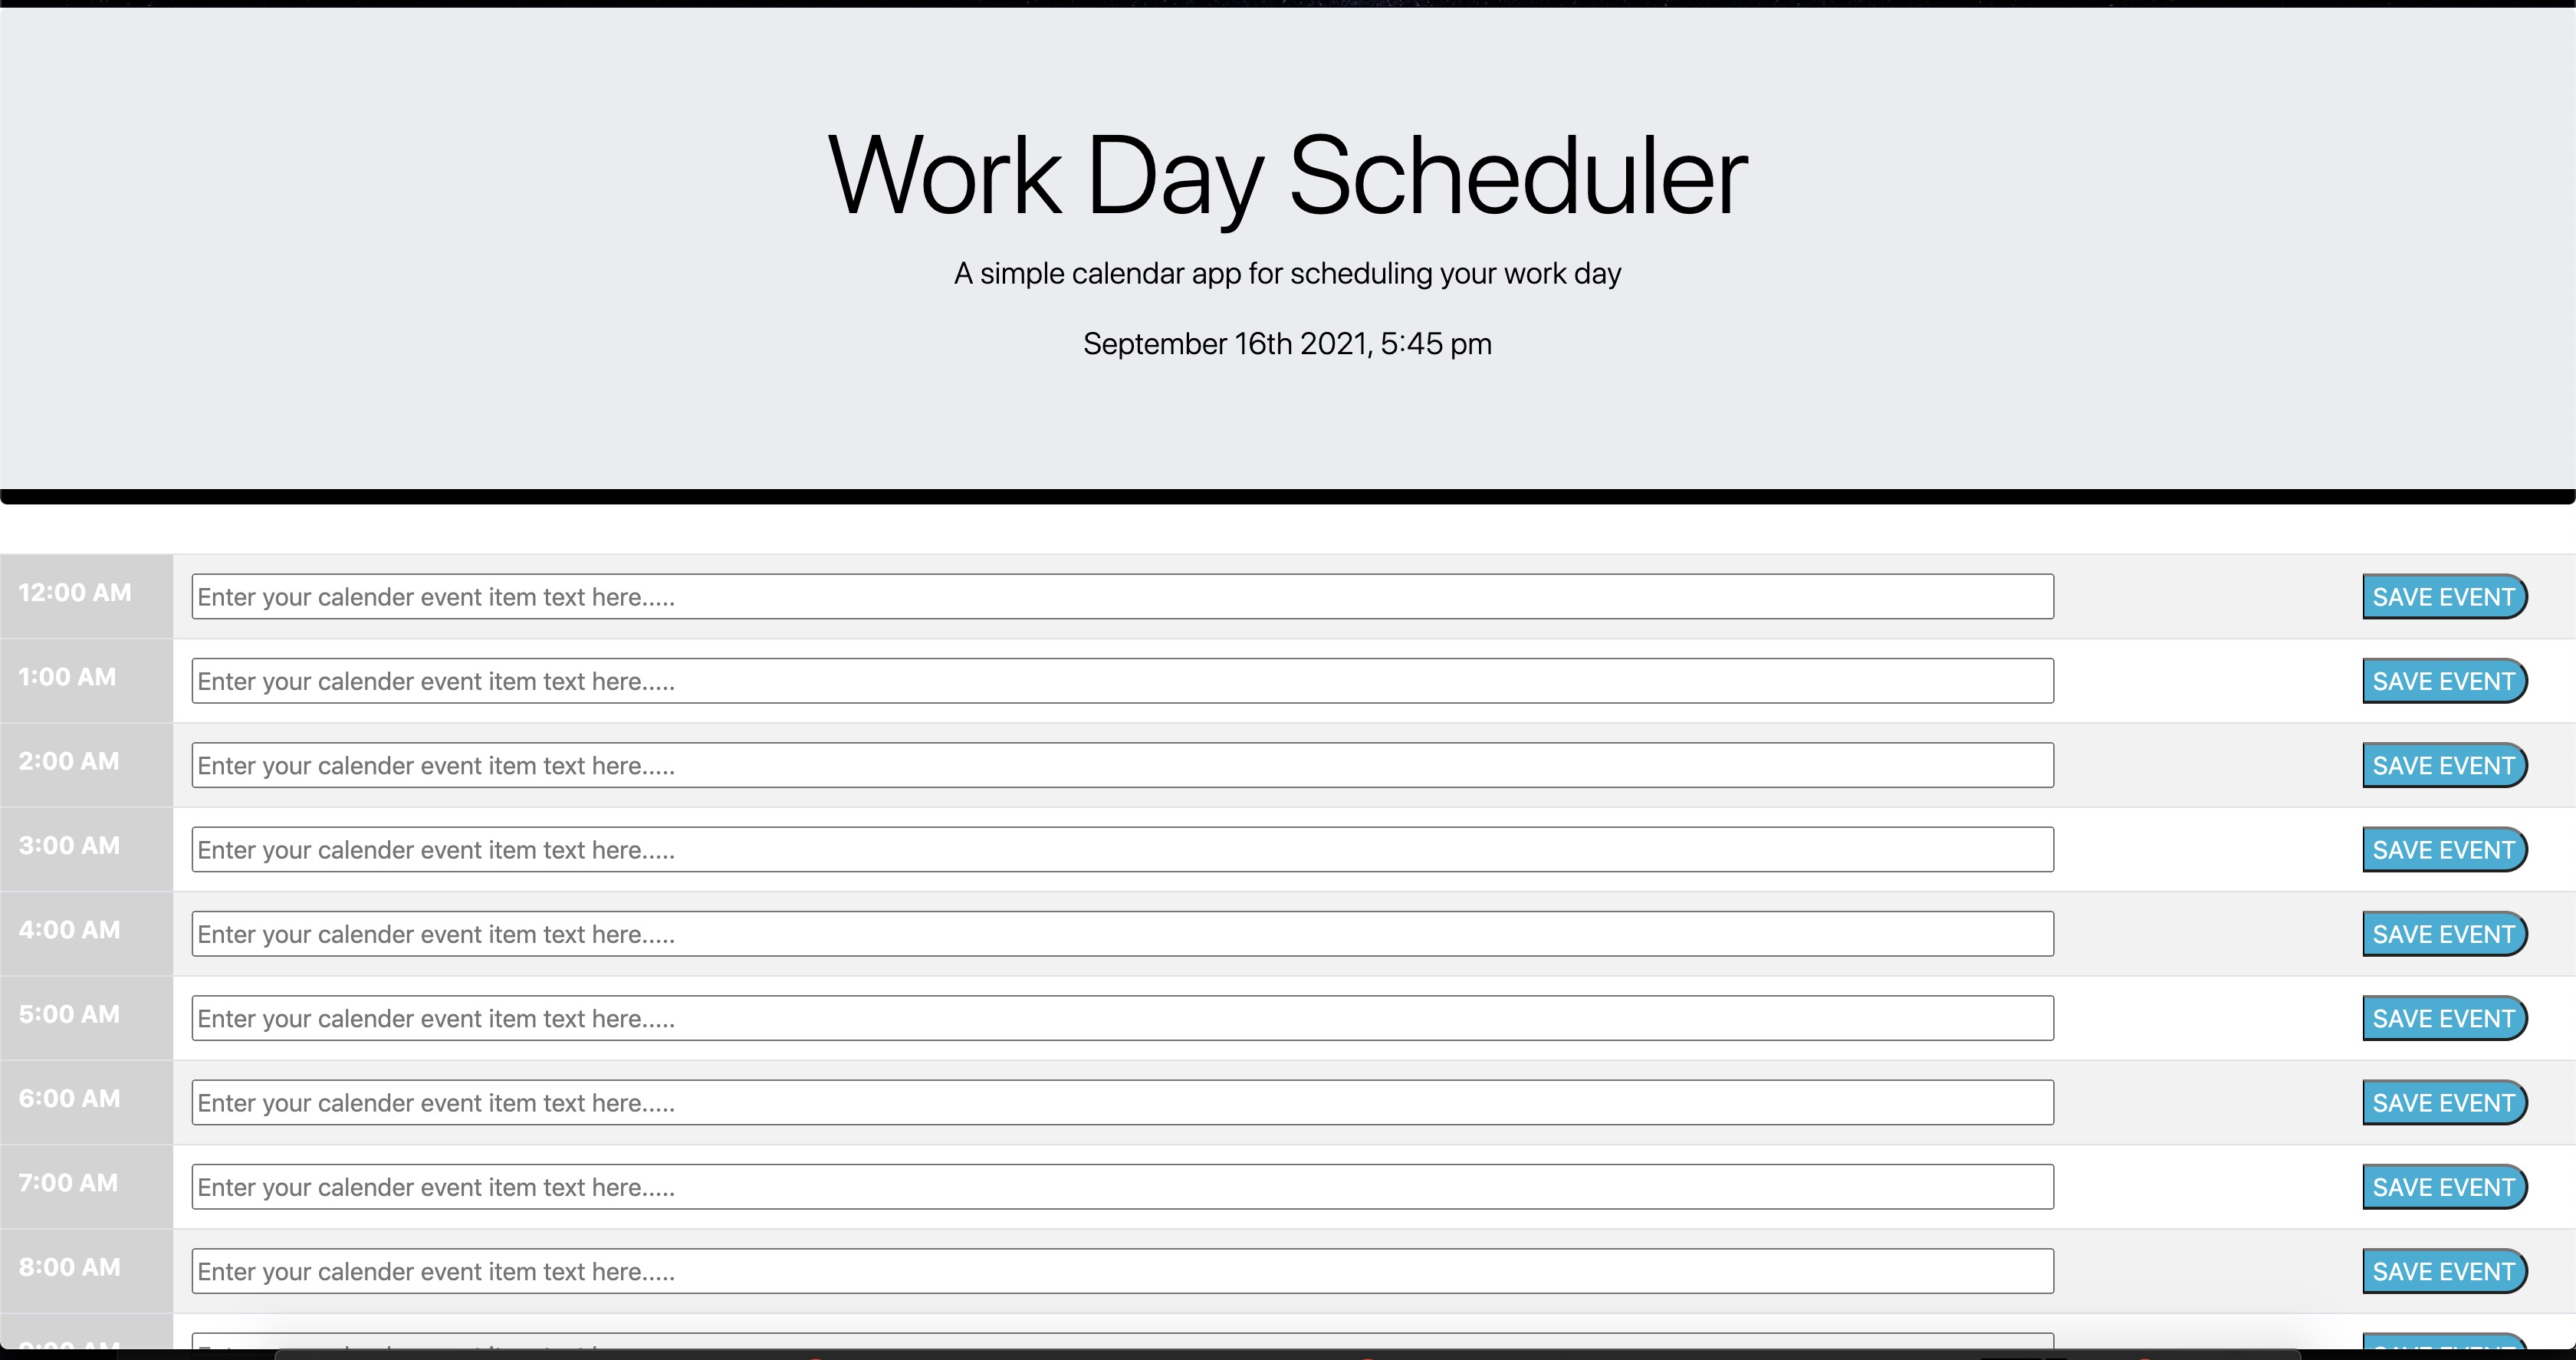 Work Day Scheduler
A simple calendar app for scheduling your work day
September 16th 2021, 5:45 pm
12:00 AM Enter your calender event item text here..... SAVE EVENT
1:00 AM Enter your calender event item text here..... SAVE EVENT
2:00 AM Enter your calender event item text here..... SAVE EVENT
3:00 AM Enter your calender event item text here..... SAVE EVENT
4:00 AM Enter your calender event item text here..... SAVE EVENT
5:00 AM Enter your calender event item text here..... SAVE EVENT
6:00 AM Enter your calender event item text here..... SAVE EVENT
7:00 AM Enter your calender event item text here..... SAVE EVENT
8:00 AM Enter your calender event item text here..... SAVE EVENT